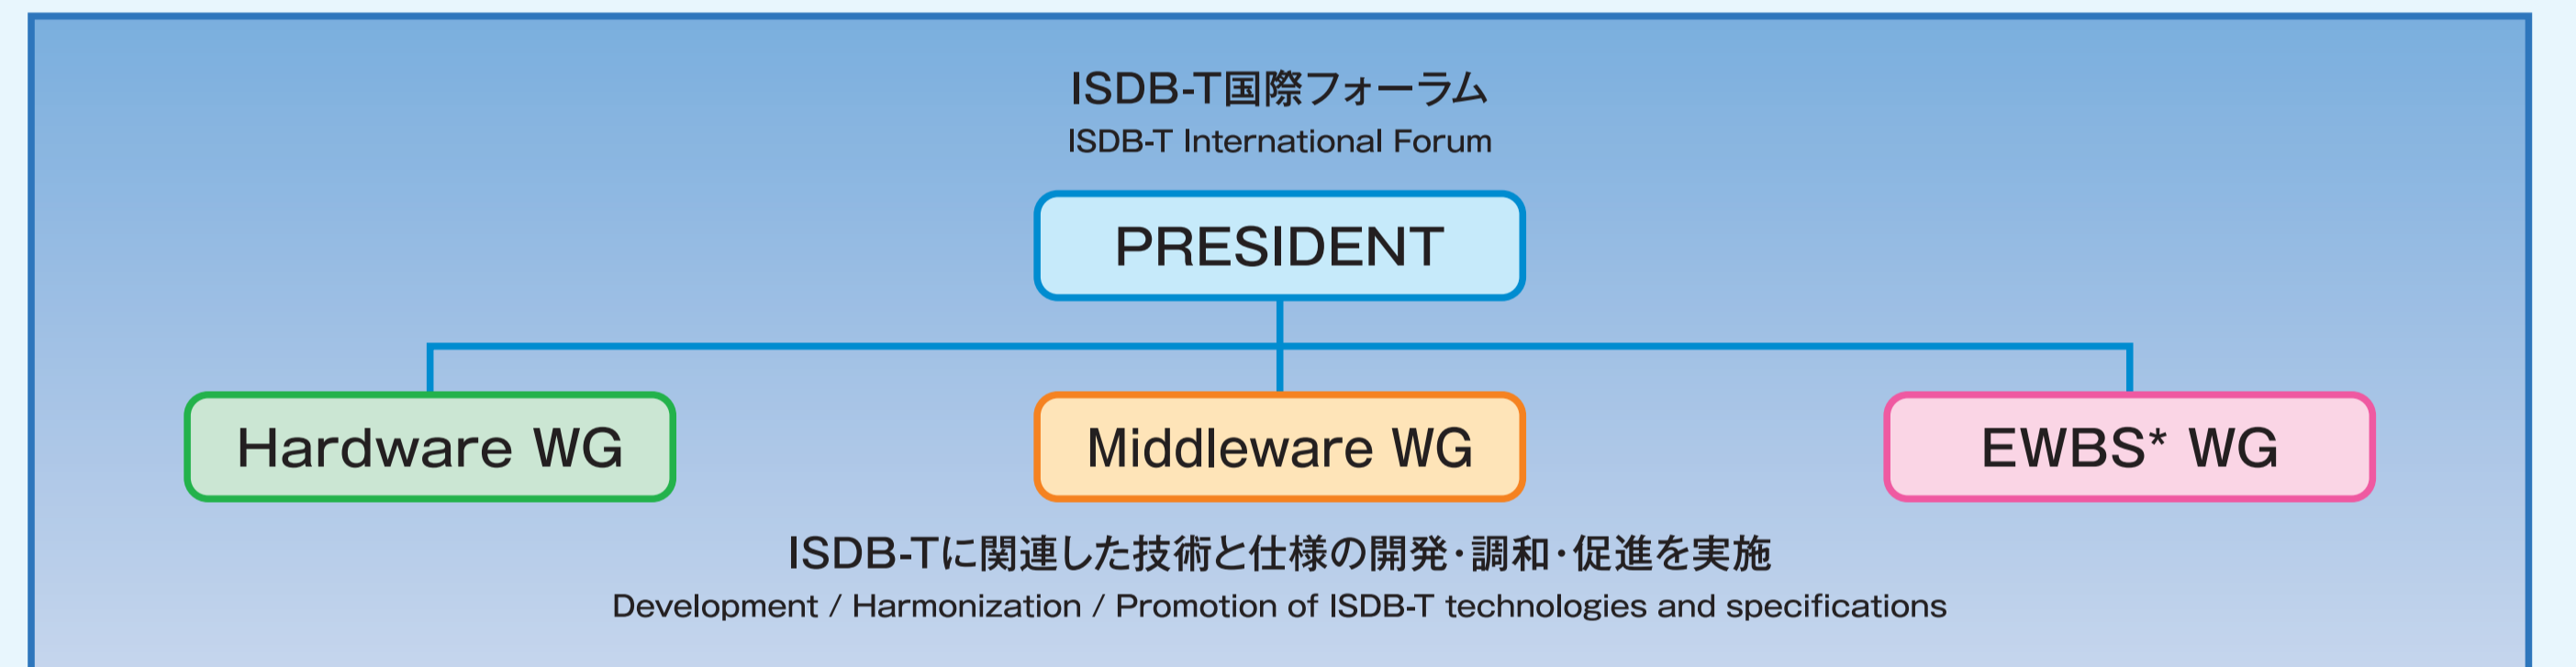 ISDB-T国際フォーラム
ISDB-T International Forum
PRESIDENT
Hardware WG
Middleware WG
EWBS* WG
ISDB-Tに関連した技術と仕様の開発・調和・促進を実施
Development / Harmonization / Promotion of ISDB-T technologies and specifications